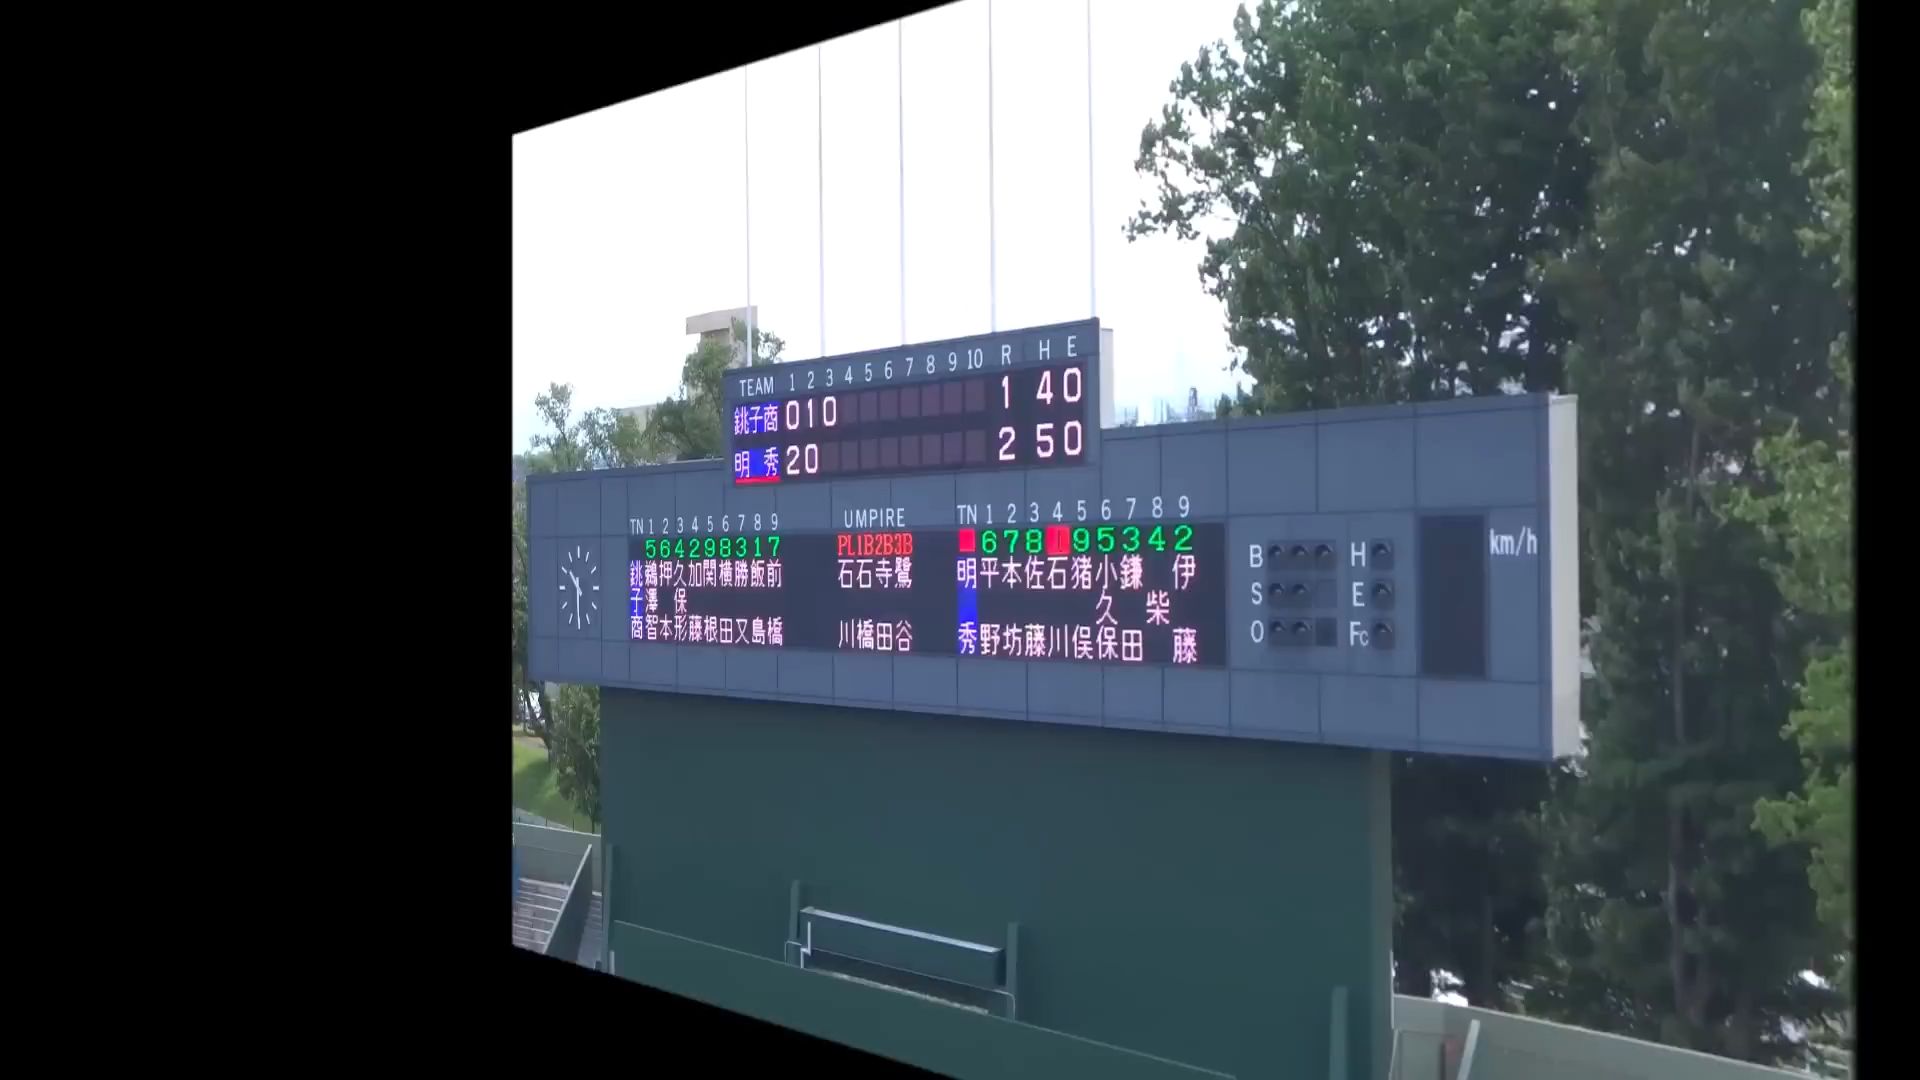 TEAM 1 2 3 4 5 6 7 8 9 10 R H E
銚子商 0 1 0 1 4 0
明秀 2 0 2 5 0
TN 1 2 3 4 5 6 7 8 9
5 6 4 2 9 8 3 1 7
銚子商 鵜澤智 押本 久保形 加藤 関根 横田 勝又 飯島 前橋
UMPIRE
PL 1B 2B 3B
石川 石橋 寺田 鷺谷
TN 1 2 3 4 5 6 7 8 9
6 7 8 1 9 5 3 4 2
明秀 平野 本坊 佐藤 石川 猪俣 小久保 鎌田 柴 伊藤
B H
S E
O Fc
km/h